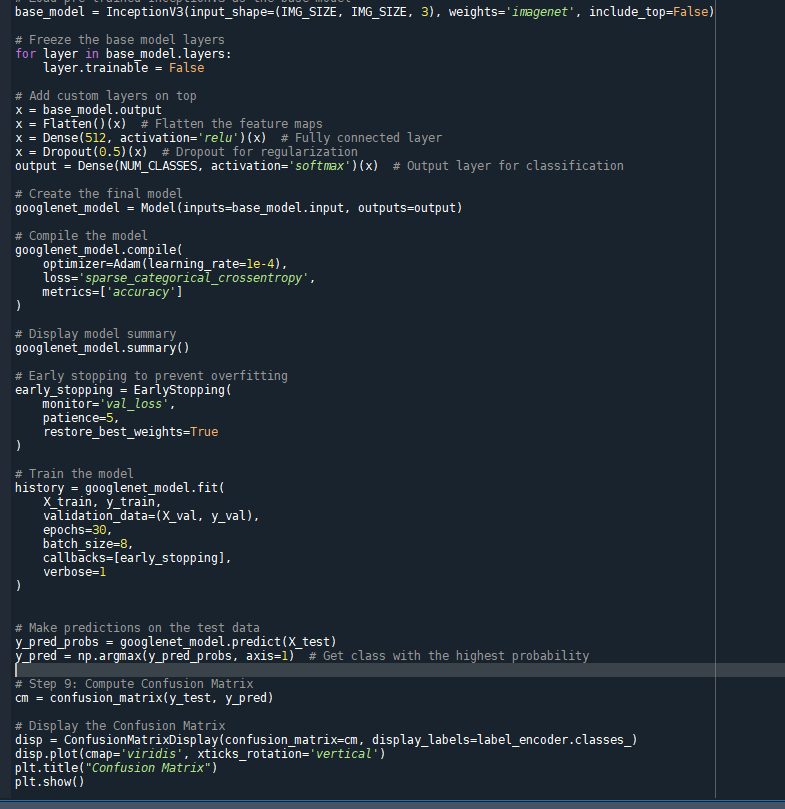 # Load pre-trained InceptionV3 as the base model
base_model = InceptionV3(input_shape=(IMG_SIZE, IMG_SIZE, 3), weights='imagenet', include_top=False)
# Freeze the base model layers
for layer in base_model.layers:
    layer.trainable = False
# Add custom layers on top
x = base_model.output
x = Flatten()(x)  # Flatten the feature maps
x = Dense(512, activation='relu')(x)  # Fully connected layer
x = Dropout(0.5)(x)  # Dropout for regularization
output = Dense(NUM_CLASSES, activation='softmax')(x)  # Output layer for classification
# Create the final model
googlenet_model = Model(inputs=base_model.input, outputs=output)
# Compile the model
googlenet_model.compile(
    optimizer=Adam(learning_rate=1e-4),
    loss='sparse_categorical_crossentropy',
    metrics=['accuracy']
)
# Display model summary
googlenet_model.summary()
# Early stopping to prevent overfitting
early_stopping = EarlyStopping(
    monitor='val_loss',
    patience=5,
    restore_best_weights=True
)
# Train the model
history = googlenet_model.fit(
    X_train, y_train,
    validation_data=(X_val, y_val),
    epochs=30,
    batch_size=8,
    callbacks=[early_stopping],
    verbose=1
)
# Make predictions on the test data
y_pred_probs = googlenet_model.predict(X_test)
y_pred = np.argmax(y_pred_probs, axis=1)  # Get class with the highest probability
# Step 9: Compute Confusion Matrix
cm = confusion_matrix(y_test, y_pred)
# Display the Confusion Matrix
disp = ConfusionMatrixDisplay(confusion_matrix=cm, display_labels=label_encoder.classes_)
disp.plot(cmap='viridis', xticks_rotation='vertical')
plt.title("Confusion Matrix")
plt.show()